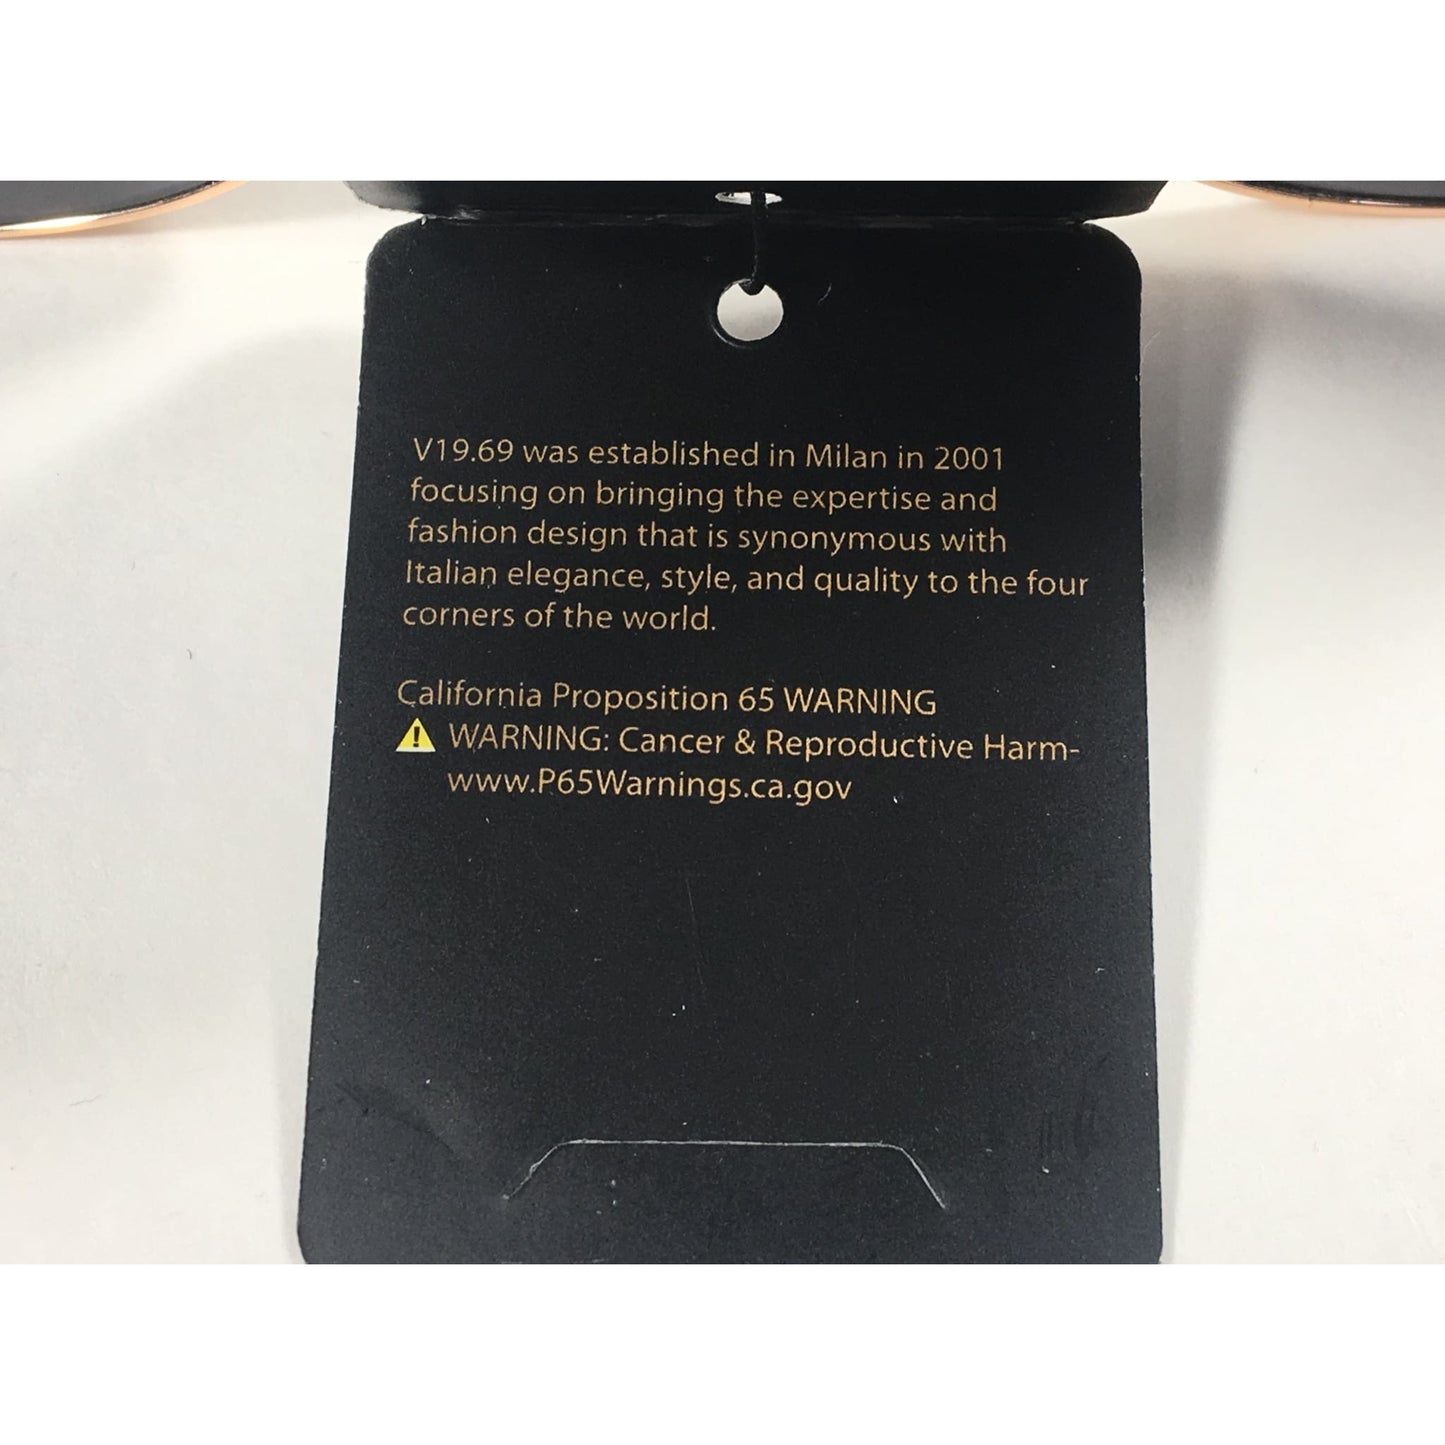 V19.69 was established in Milan in 2001
focusing on bringing the expertise and
fashion design that is synonymous with
Italian elegance, style, and quality to the four
corners of the world.
California Proposition 65 WARNING
WARNING: Cancer & Reproductive Harm-
www.P65Warnings.ca.gov